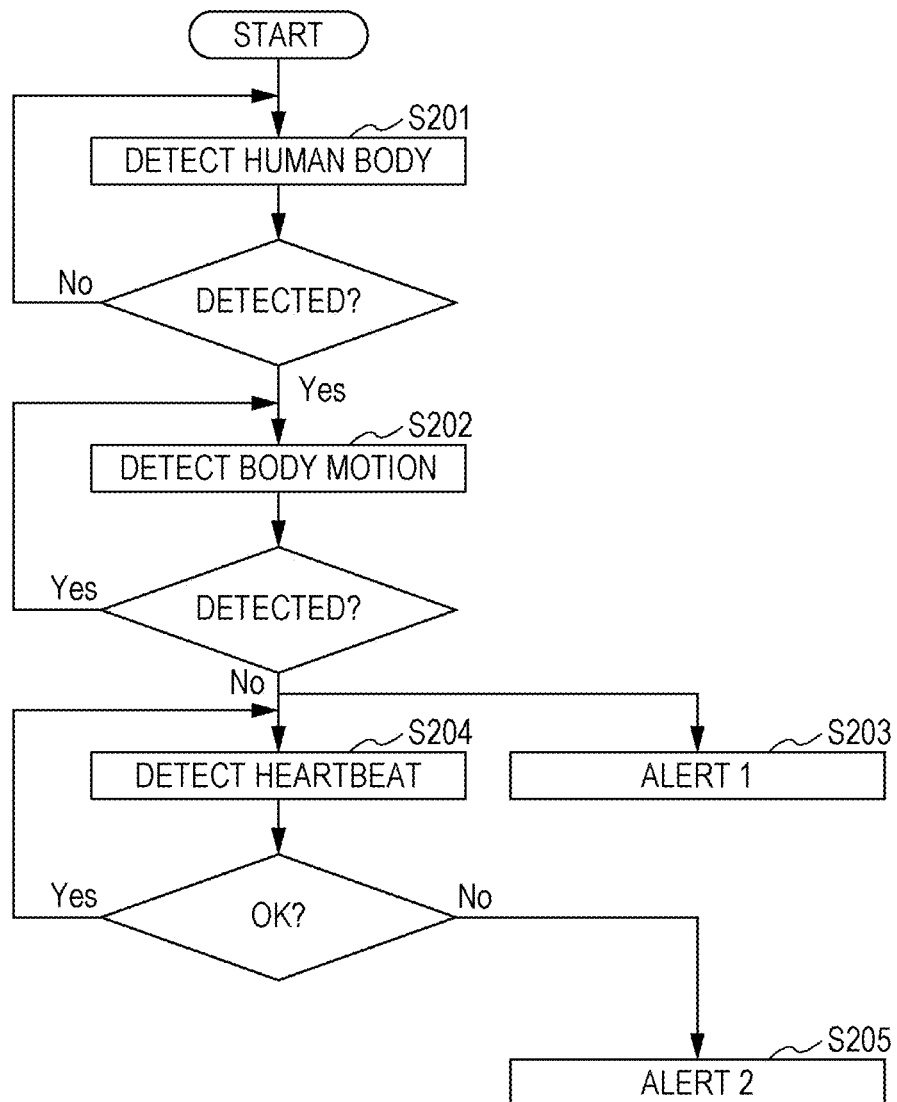 START
S201
DETECT HUMAN BODY
No
DETECTED?
Yes
S202
DETECT BODY MOTION
Yes
DETECTED?
No
S204
S203
DETECT HEARTBEAT
ALERT 1
Yes
OK?
No
S205
ALERT 2